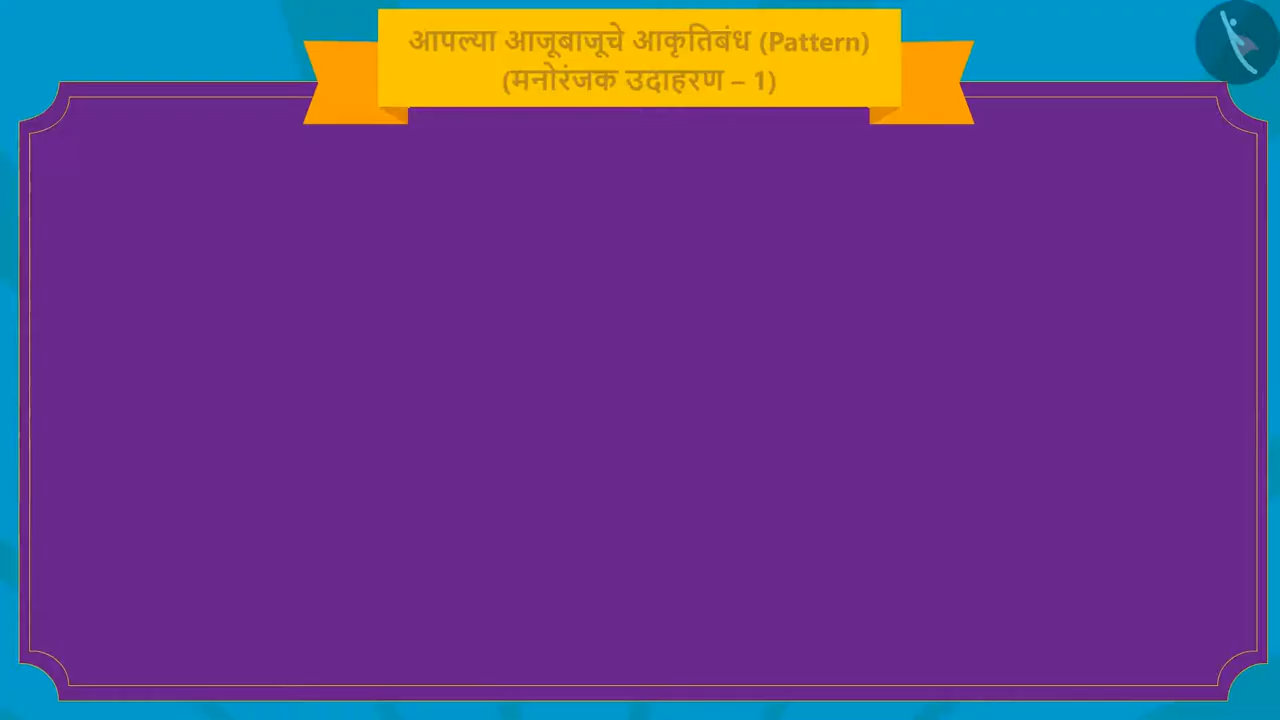 आपल्या आजूबाजूचे आकृतिबंध (Pattern)
(मनोरंजक उदाहरण – 1)